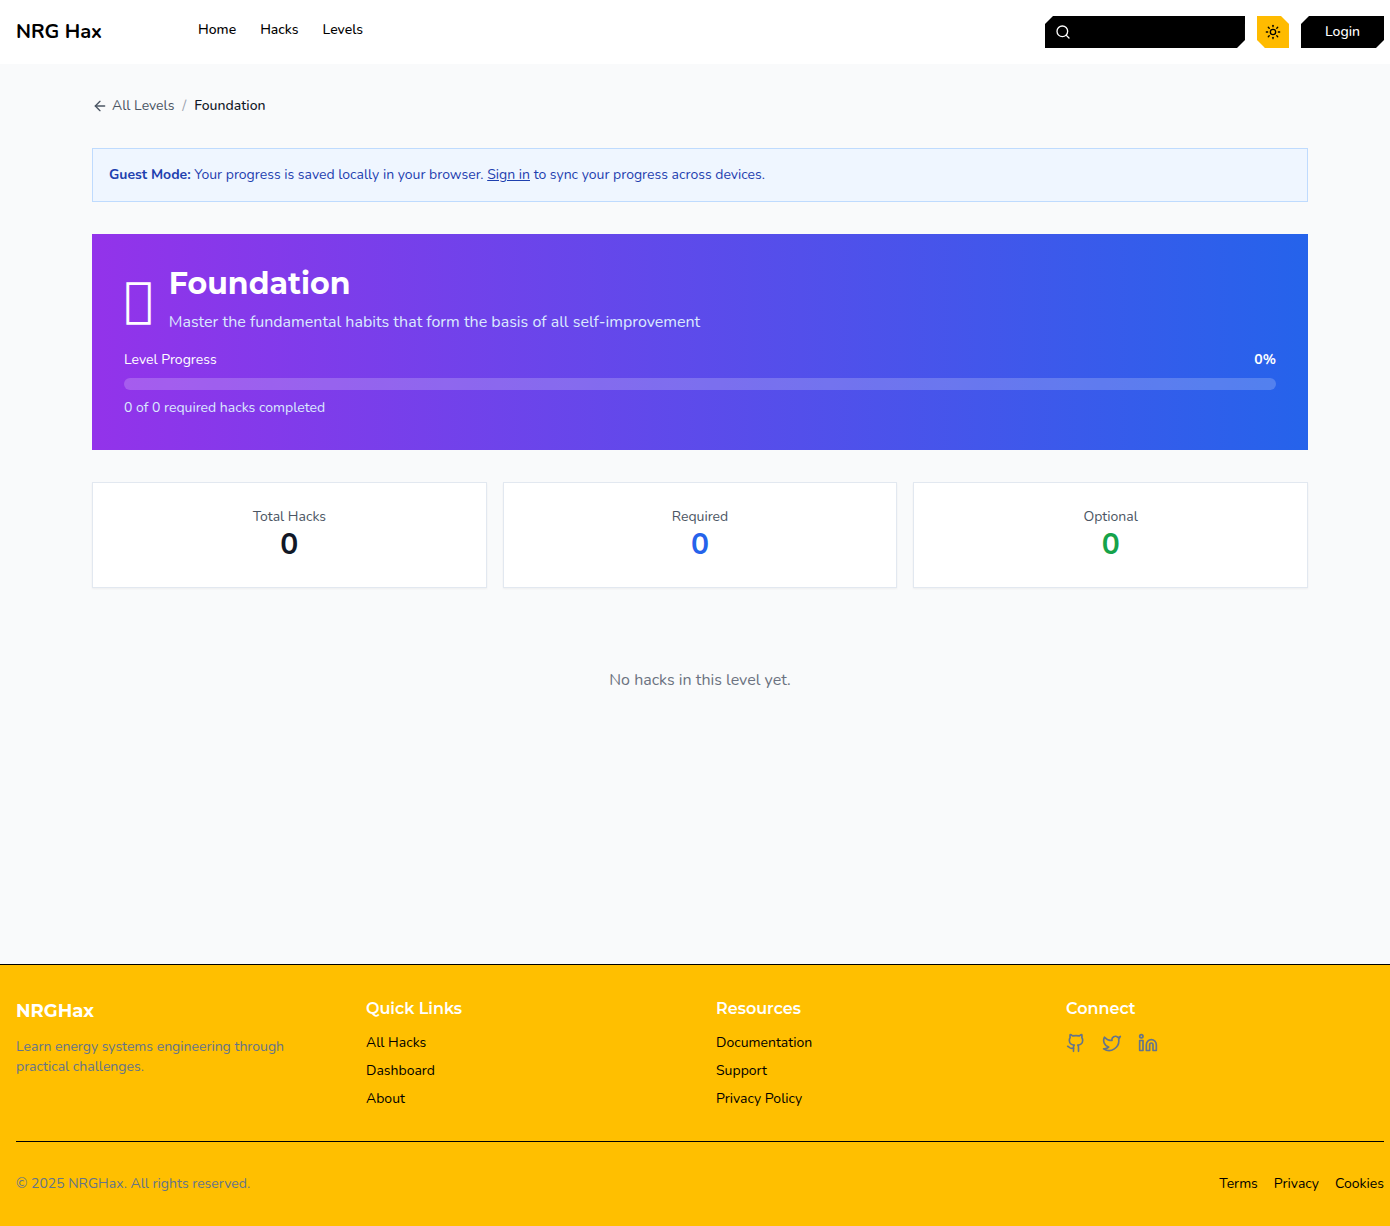 NRG Hax
Home Hacks Levels
Login
All Levels / Foundation
Guest Mode: Your progress is saved locally in your browser. Sign in to sync your progress across devices.
Foundation
Master the fundamental habits that form the basis of all self-improvement
Level Progress 0%
0 of 0 required hacks completed
Total Hacks
0
Required
0
Optional
0
No hacks in this level yet.
NRGHax
Learn energy systems engineering through
practical challenges.
Quick Links
All Hacks
Dashboard
About
Resources
Documentation
Support
Privacy Policy
Connect
© 2025 NRGHax. All rights reserved.
Terms Privacy Cookies